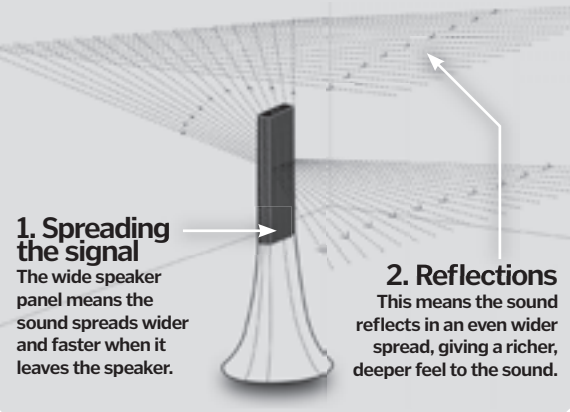 1. Spreading
the signal
The wide speaker
panel means the
sound spreads wider
and faster when it
leaves the speaker.
2. Reflections
This means the sound
reflects in an even wider
spread, giving a richer,
deeper feel to the sound.